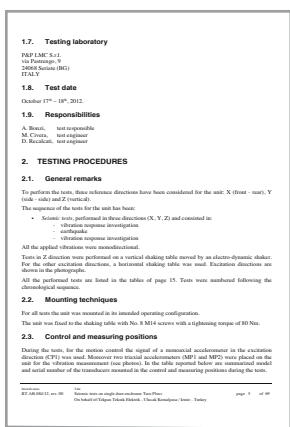 1.7. Testing laboratory
P&P LMC S.r.l.
via Pastrengo, 9
24068 Seriate (BG)
ITALY
1.8. Test date
October 17th – 18th, 2012.
1.9. Responsibilities
A. Bonzi, test responsible
M. Civera, test engineer
D. Recalcati, test engineer
2. TESTING PROCEDURES
2.1. General remarks
To perform the tests, three reference directions have been considered for the unit: X (front - rear), Y
(side - side) and Z (vertical).
The sequence of the tests for the unit has been:
• Seismic tests, performed in three directions (X, Y, Z) and consisted in:
- vibration response investigation
- earthquake
- vibration response investigation
All the applied vibrations were monodirectional.
Tests in Z direction were performed on a vertical shaking table moved by an electro-dynamic shaker.
For the other excitation directions, a horizontal shaking table was used. Excitation directions are
shown in the photographs.
All the performed tests are listed in the tables of page 15. Tests were numbered following the
chronological sequence.
2.2. Mounting techniques
For all tests the unit was mounted in its intended operating configuration.
The unit was fixed to the shaking table with No. 8 M14 screws with a tightening torque of 80 Nm.
2.3. Control and measuring positions
During the tests, for the motion control the signal of a monoaxial accelerometer in the excitation
direction (CP1) was used. Moreover two triaxial accelerometers (MP1 and MP2) were placed on
the unit for the vibration measurement (see photos). In the table reported below are summarized model
and serial number of the transducers mounted in the control and measuring positions during the tests.
rev. 00
Seismic tests on single door enclosure Tana Plano
On behalf of Tekpan Teknik Elektrik
Izmir - Turkey
page 5 of 69